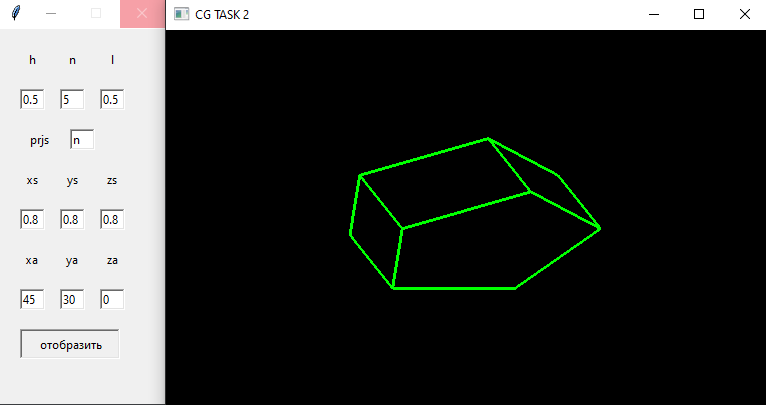 CG TASK 2
h n l
0.5 5 0.5
prjs n
xs ys zs
0.8 0.8 0.8
xa ya za
45 30 0
отобразить